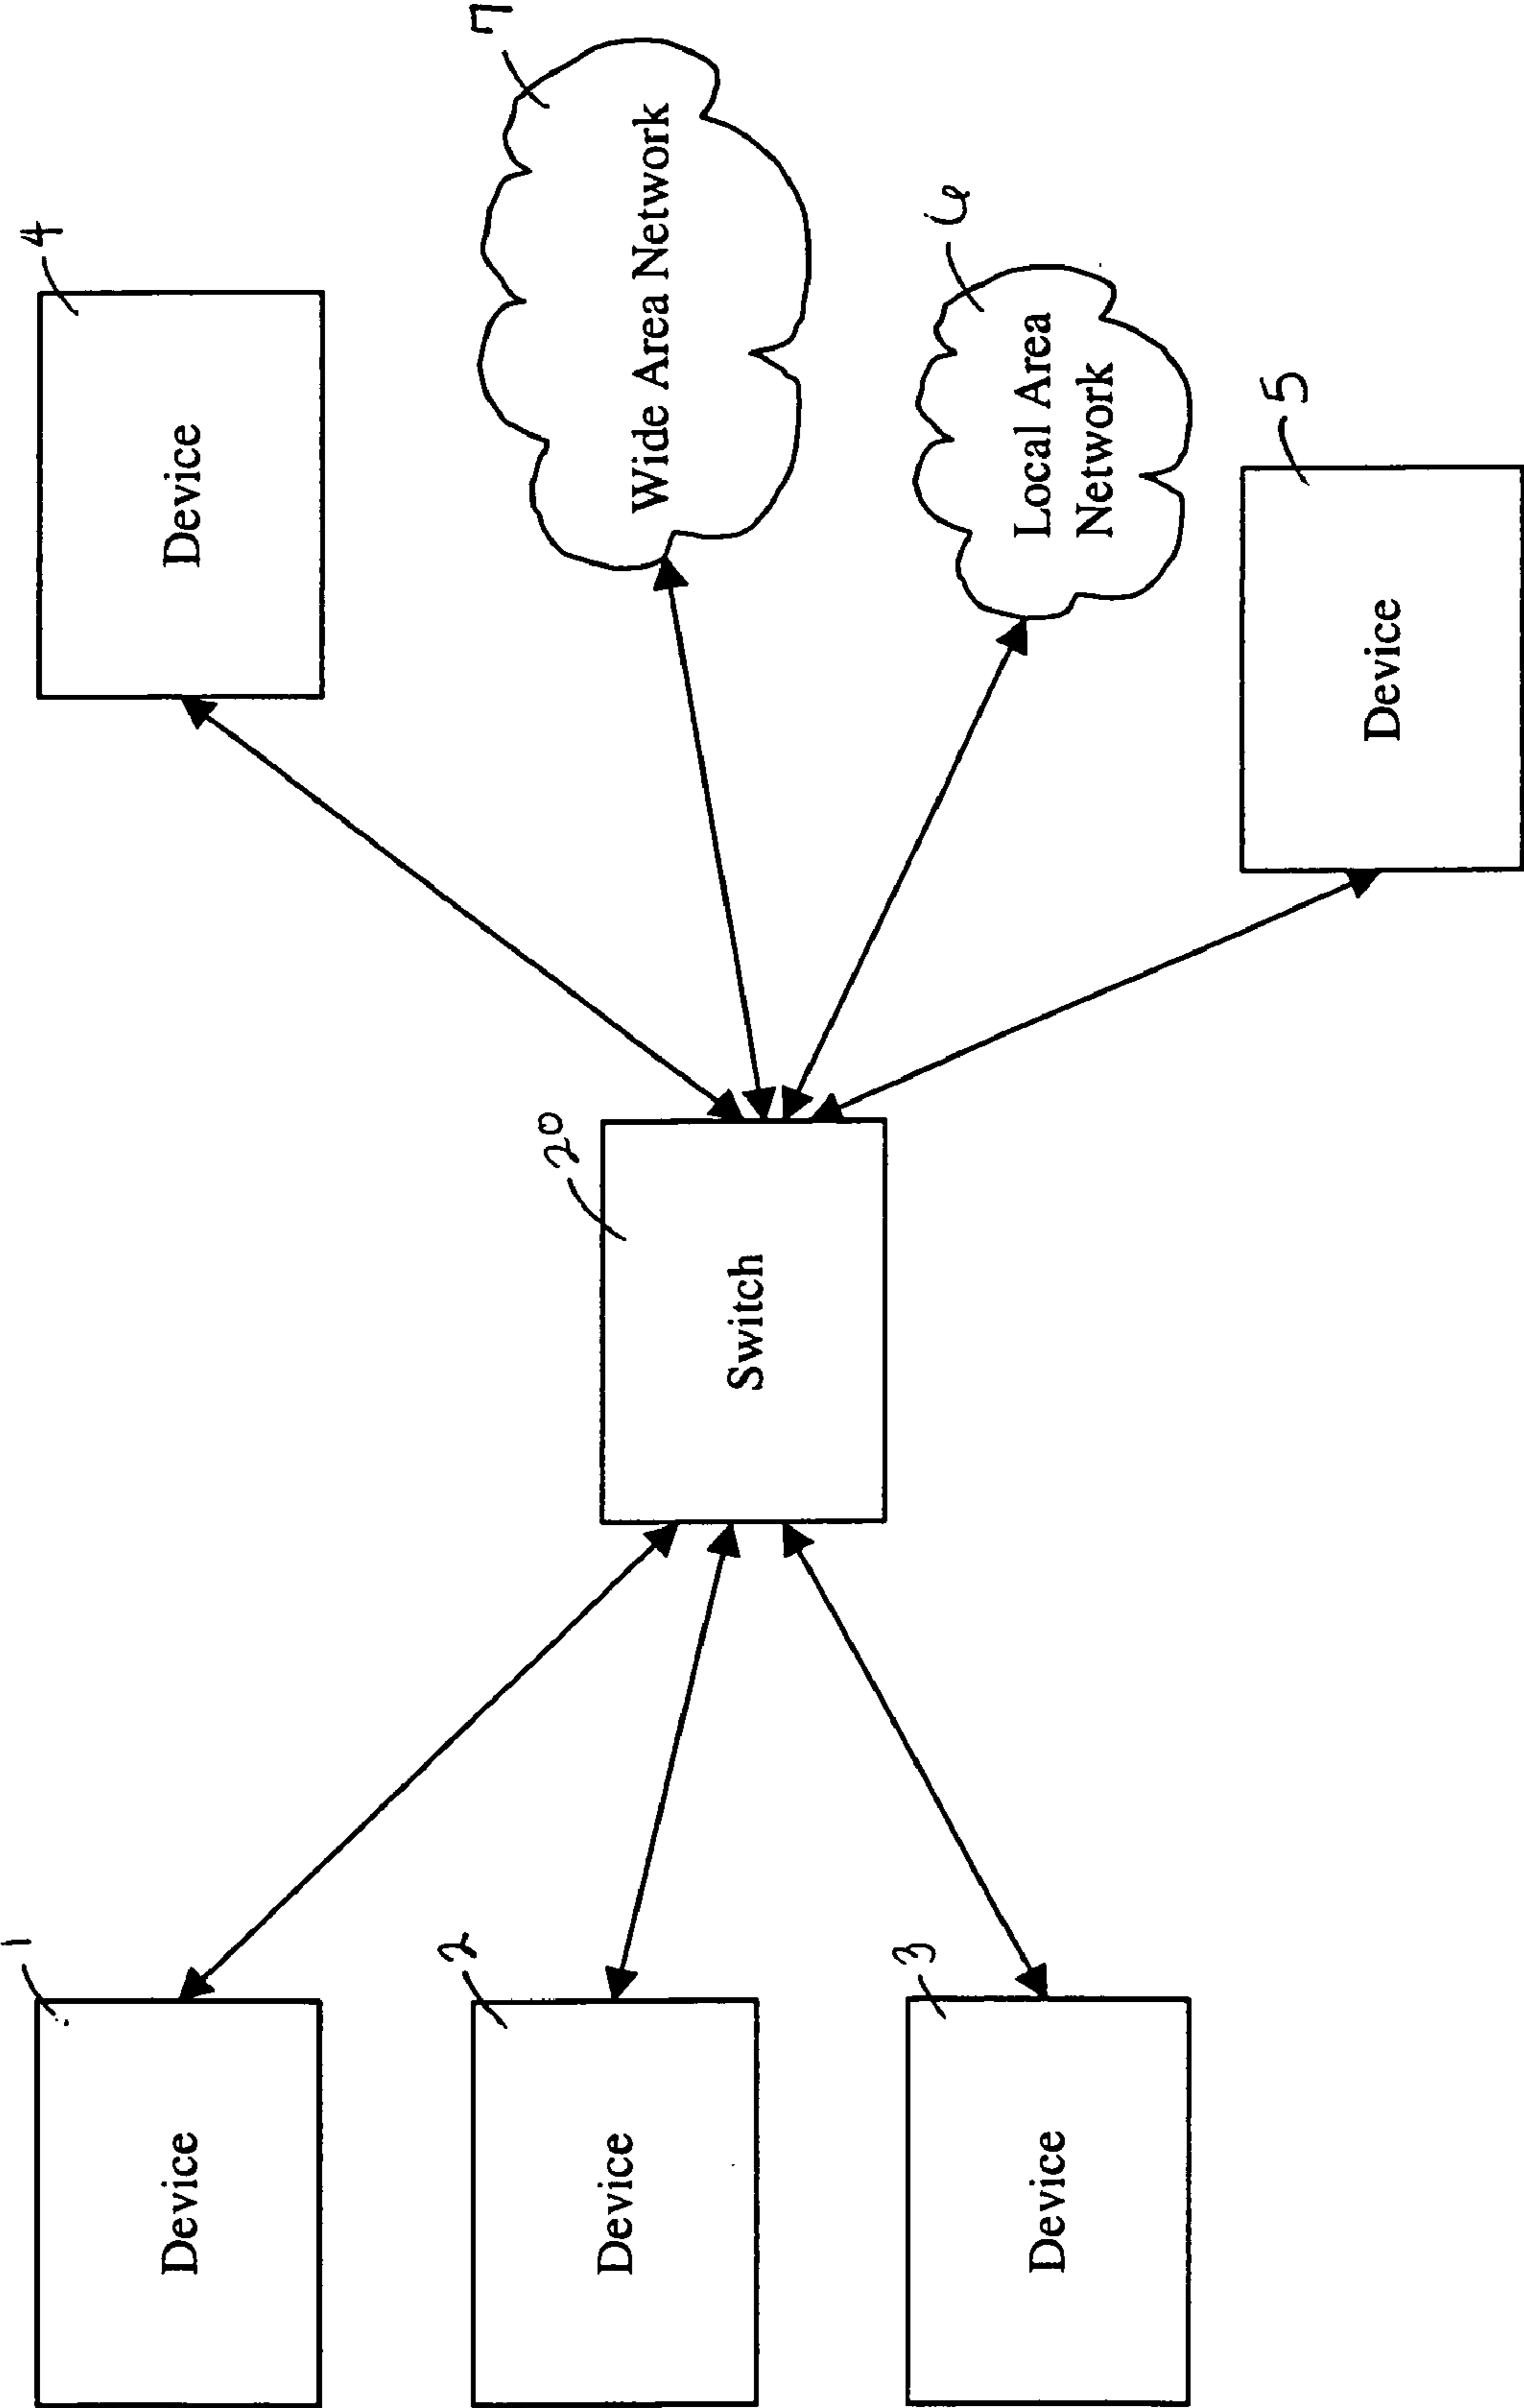 1
Device
2
Device
3
Device
20
Switch
4
Device
7
Wide Area Network
6
Local Area
Network
5
Device